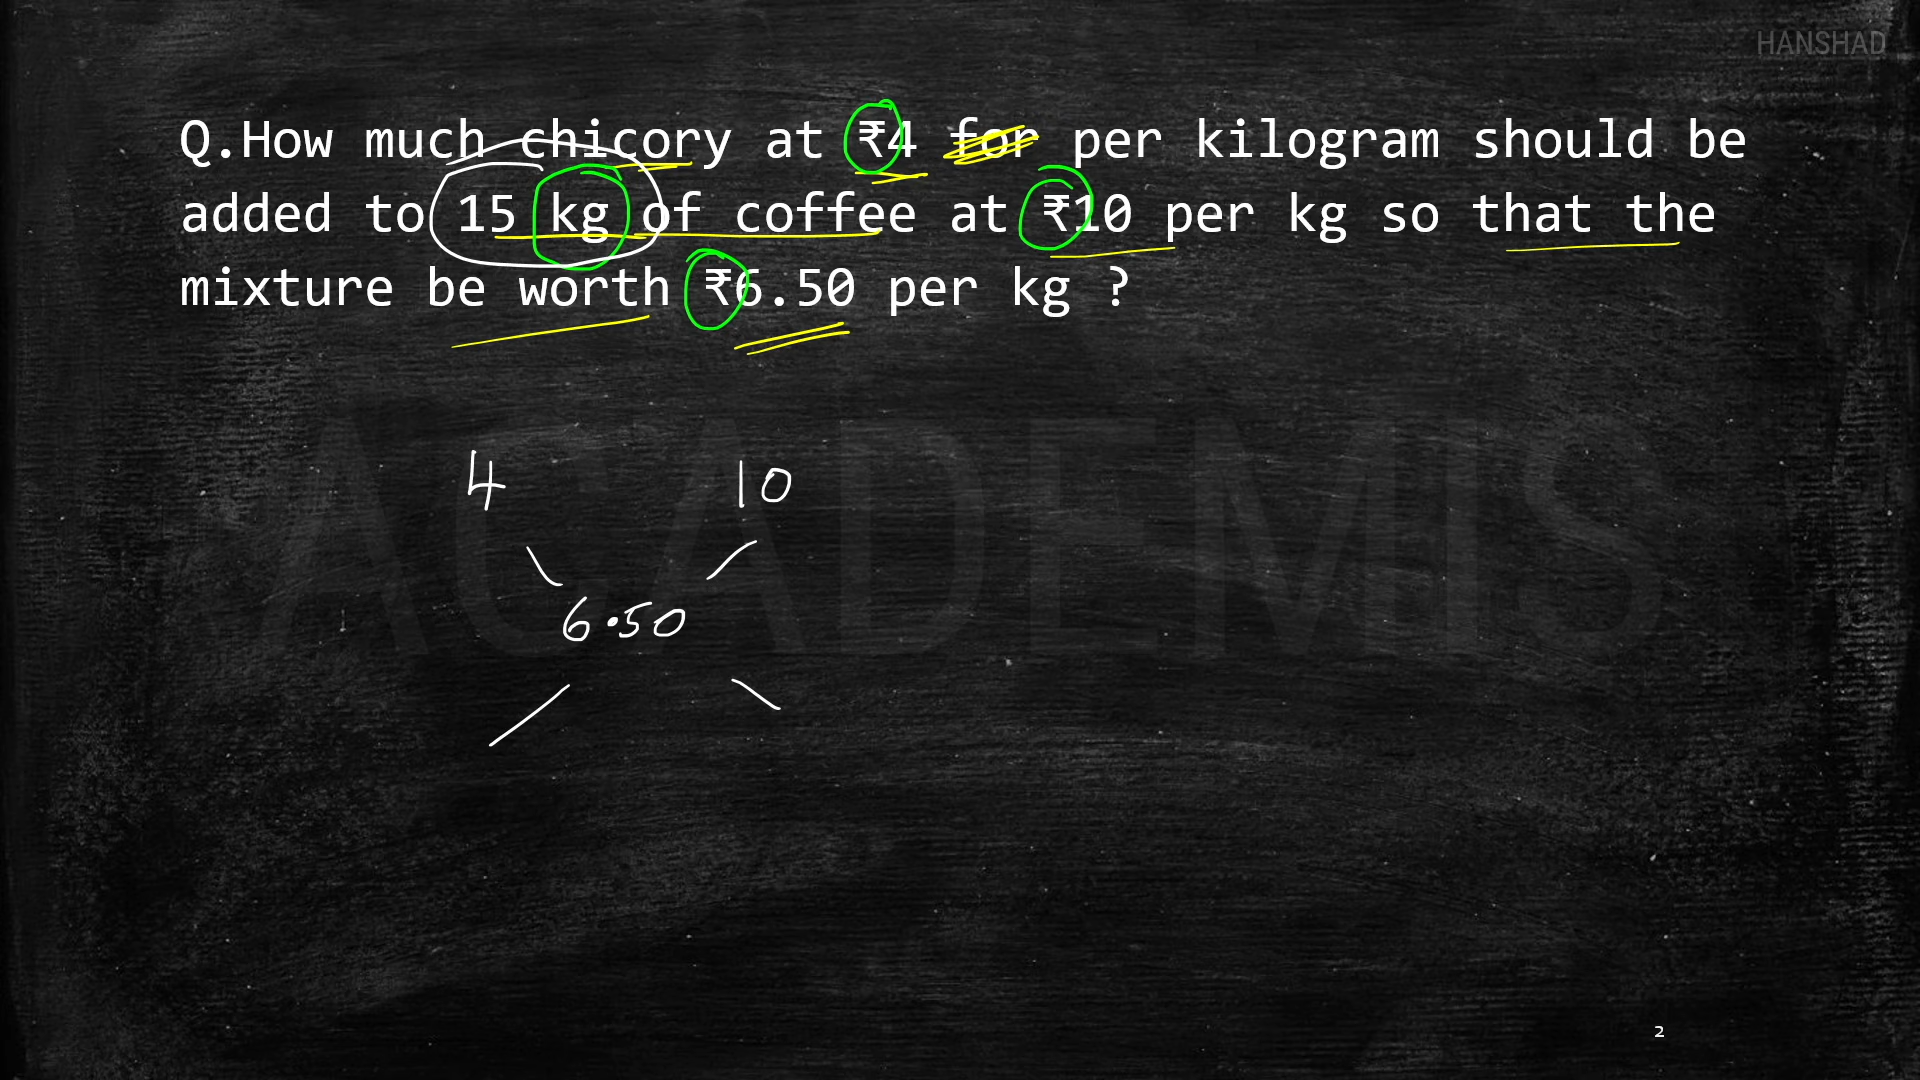 HANSHAD
Q.How much chicory at ₹4 for per kilogram should be
added to 15 kg of coffee at ₹10 per kg so that the
mixture be worth ₹6.50 per kg ?
ACADEMIS
4 10
6.50
2